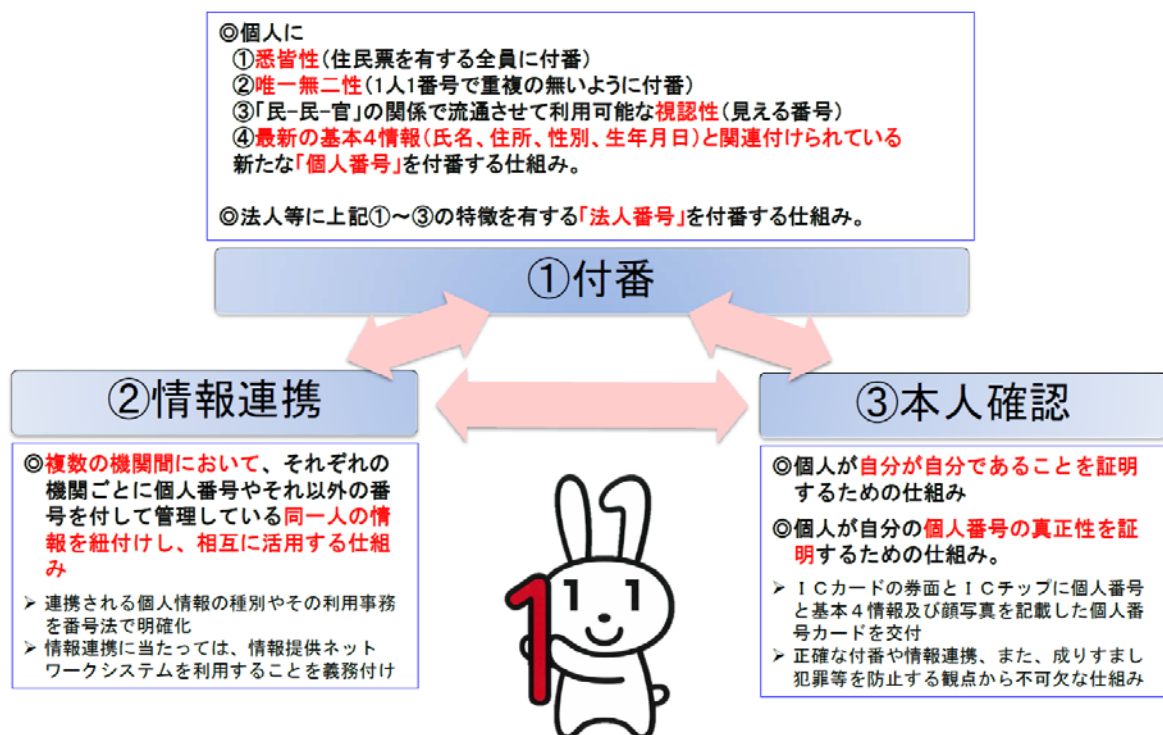 ◎個人に
①悉皆性(住民票を有する全員に付番)
②唯一無二性(1人1番号で重複の無いように付番)
③「民-民-官」の関係で流通させて利用可能な視認性(見える番号)
④最新の基本4情報(氏名、住所、性別、生年月日)と関連付けられている
新たな「個人番号」を付番する仕組み。
◎法人等に上記①~③の特徴を有する「法人番号」を付番する仕組み。
①付番
②情報連携
◎複数の機関間において、それぞれの
機関ごとに個人番号やそれ以外の番
号を付して管理している同一人の情
報を紐付けし、相互に活用する仕組
み
➢ 連携される個人情報の種別やその利用事務
を番号法で明確化
➢ 情報連携に当たっては、情報提供ネット
ワークシステムを利用することを義務付け
③本人確認
◎個人が自分が自分であることを証明
するための仕組み
◎個人が自分の個人番号の真正性を証
明するための仕組み。
➢ ICカードの券面とICチップに個人番号
と基本4情報及び顔写真を記載した個人番
号カードを交付
➢ 正確な付番や情報連携、また、成りすまし
犯罪等を防止する観点から不可欠な仕組み
1
1 1